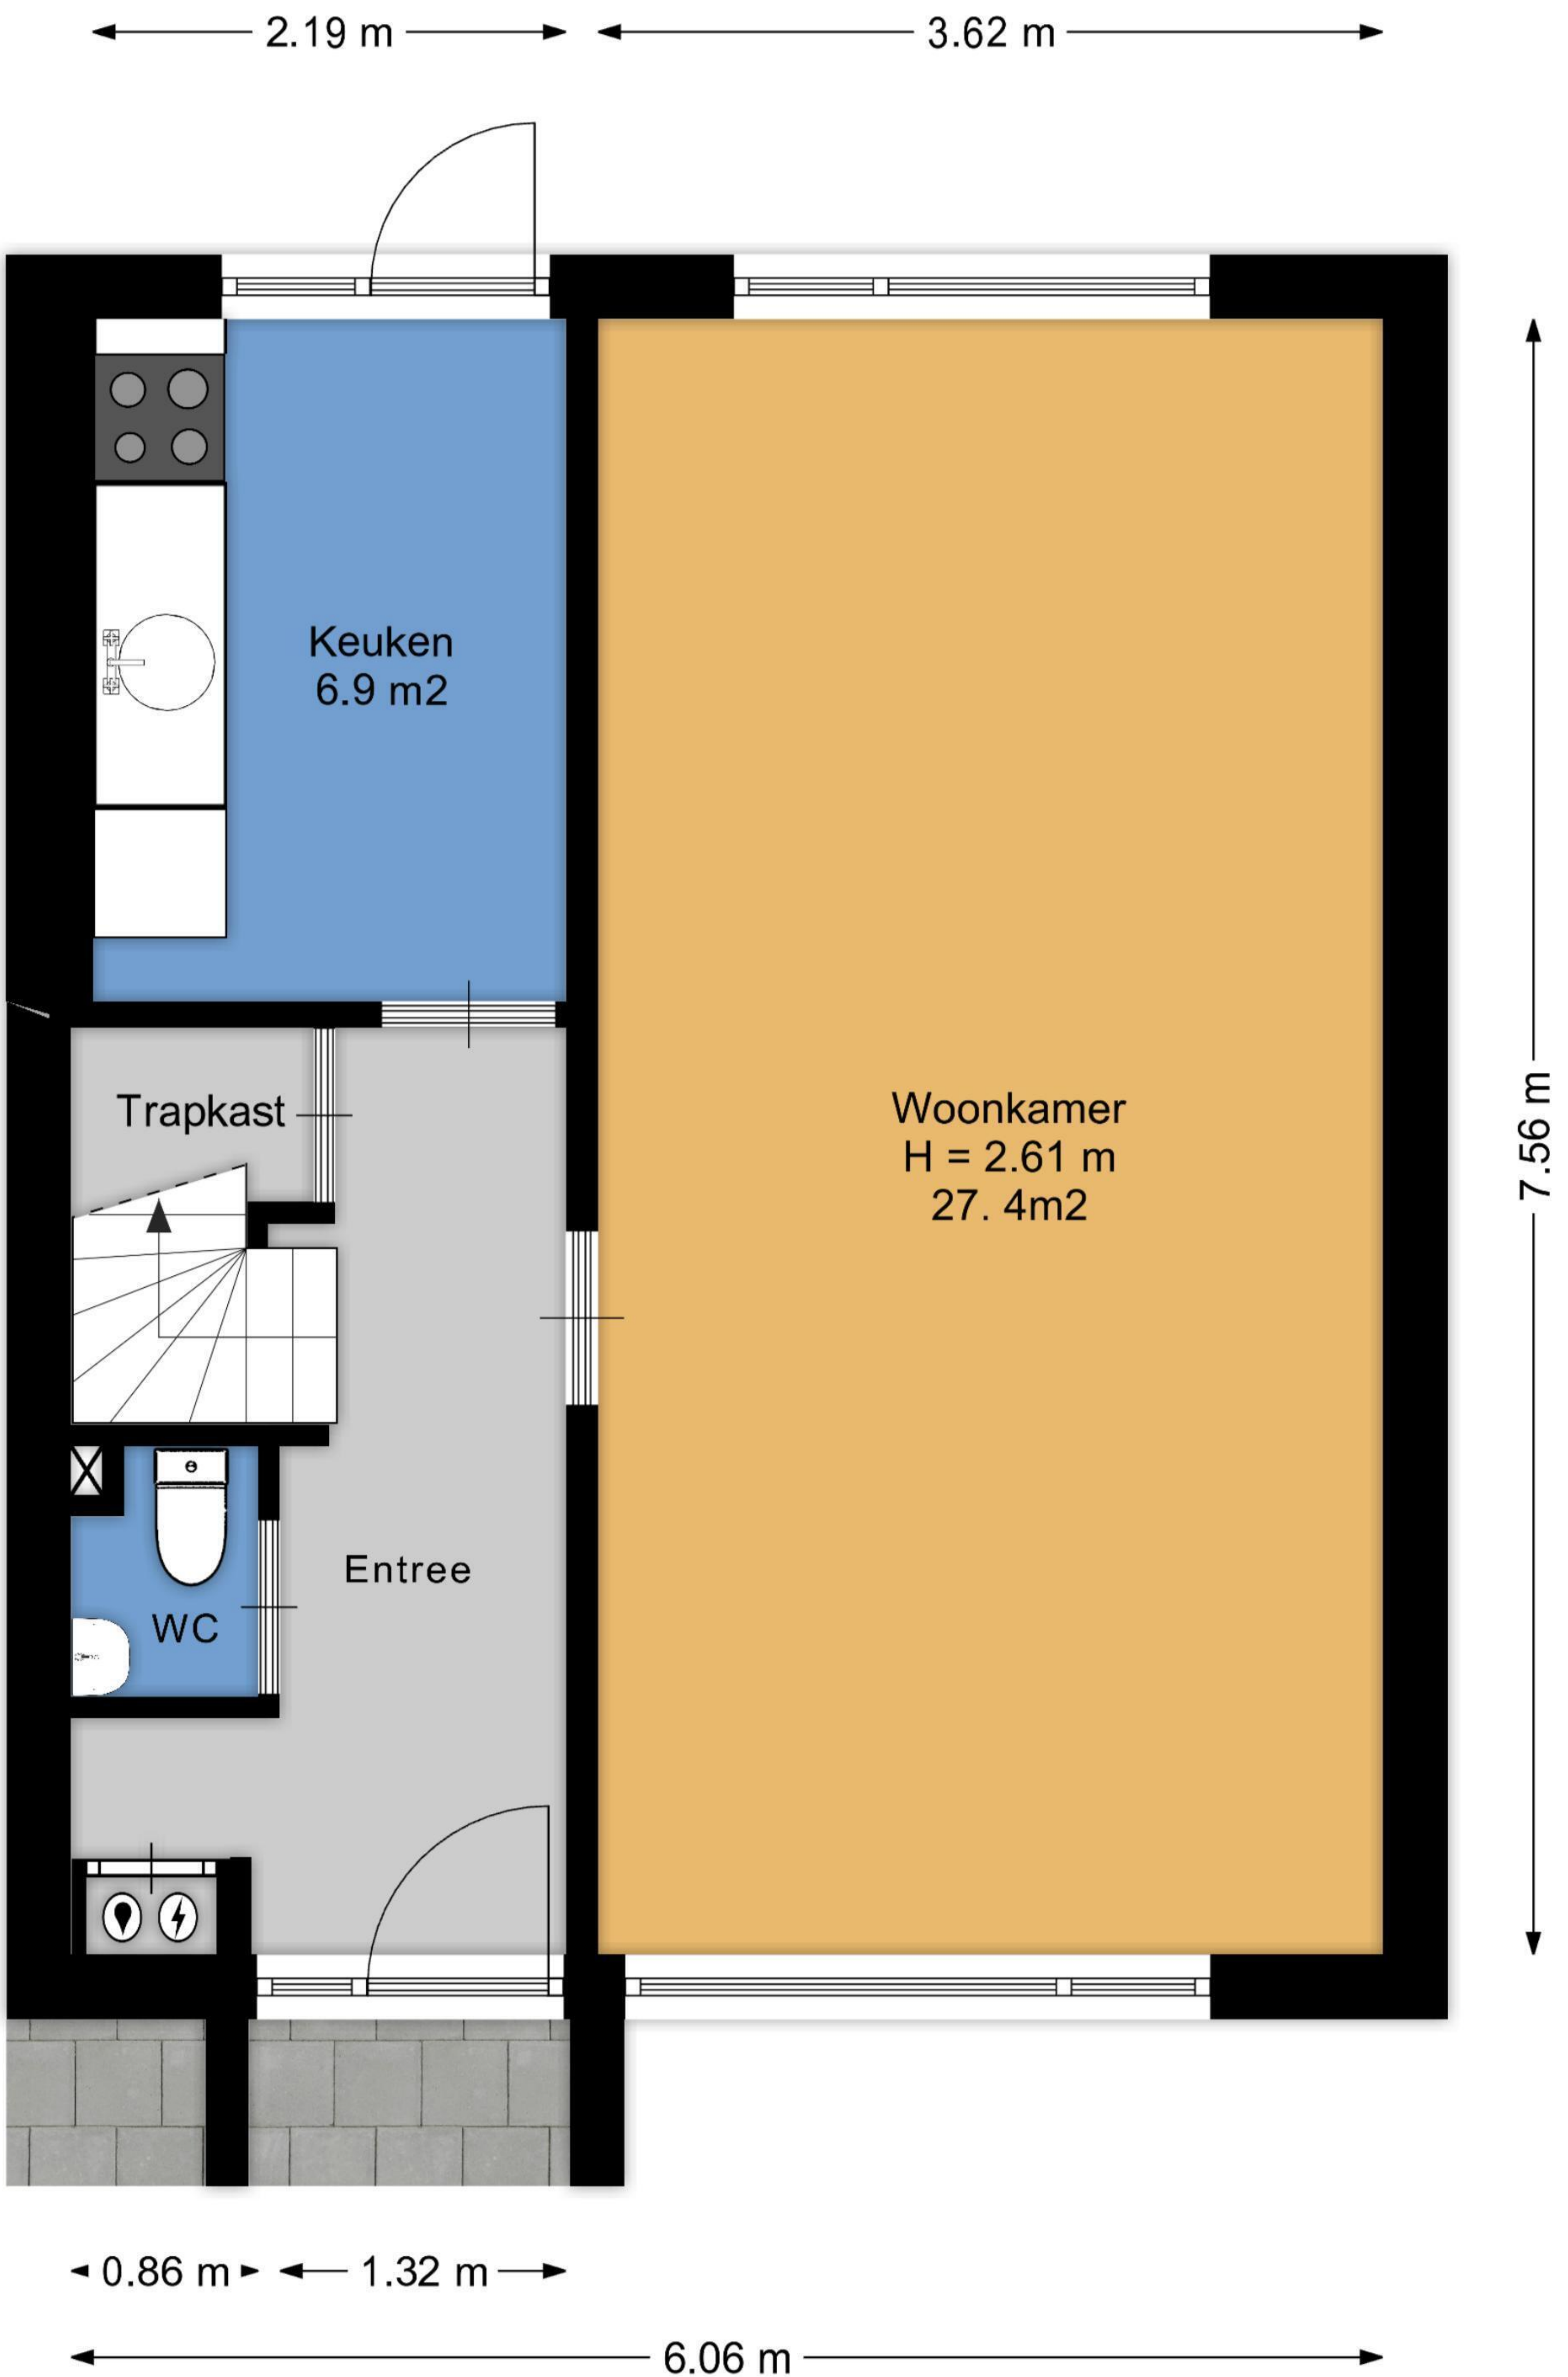 2.19 m
3.62 m
Keuken
6.9 m2
Trapkast
Woonkamer
H = 2.61 m
27. 4m2
7.56 m
Entree
WC
0.86 m
1.32 m
6.06 m